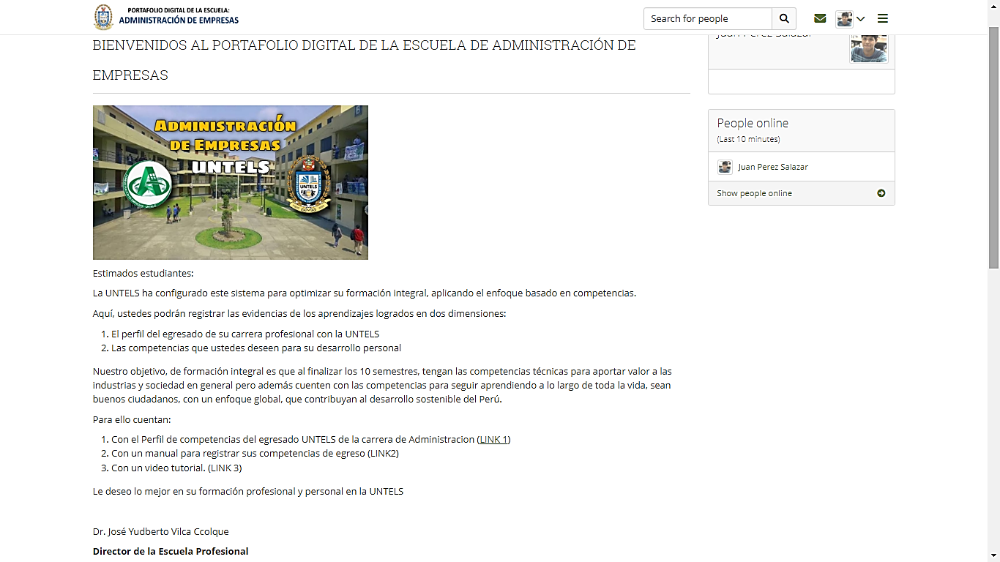 PORTAFOLIO DIGITAL DE LA ESCUELA:
ADMINISTRACIÓN DE EMPRESAS
Search for people
Juan Perez Salazar
BIENVENIDOS AL PORTAFOLIO DIGITAL DE LA ESCUELA DE ADMINISTRACIÓN DE
EMPRESAS
ADMINISTRACIÓN
DE EMPRESAS
UNTELS
UNTELS
Estimados estudiantes:
La UNTELS ha configurado este sistema para optimizar su formación integral, aplicando el enfoque basado en competencias.
Aquí, ustedes podrán registrar las evidencias de los aprendizajes logrados en dos dimensiones:
1. El perfil del egresado de su carrera profesional con la UNTELS
2. Las competencias que ustedes deseen para su desarrollo personal
Nuestro objetivo, de formación integral es que al finalizar los 10 semestres, tengan las competencias técnicas para aportar valor a las
industrias y sociedad en general pero además cuenten con las competencias para seguir aprendiendo a lo largo de toda la vida, sean
buenos ciudadanos, con un enfoque global, que contribuyan al desarrollo sostenible del Perú.
Para ello cuentan:
1. Con el Perfil de competencias del egresado UNTELS de la carrera de Administracion (LINK 1)
2. Con un manual para registrar sus competencias de egreso (LINK2)
3. Con un video tutorial. (LINK 3)
Le deseo lo mejor en su formación profesional y personal en la UNTELS
Dr. José Yudberto Vilca Ccolque
Director de la Escuela Profesional
People online
(Last 10 minutes)
Juan Perez Salazar
Show people online